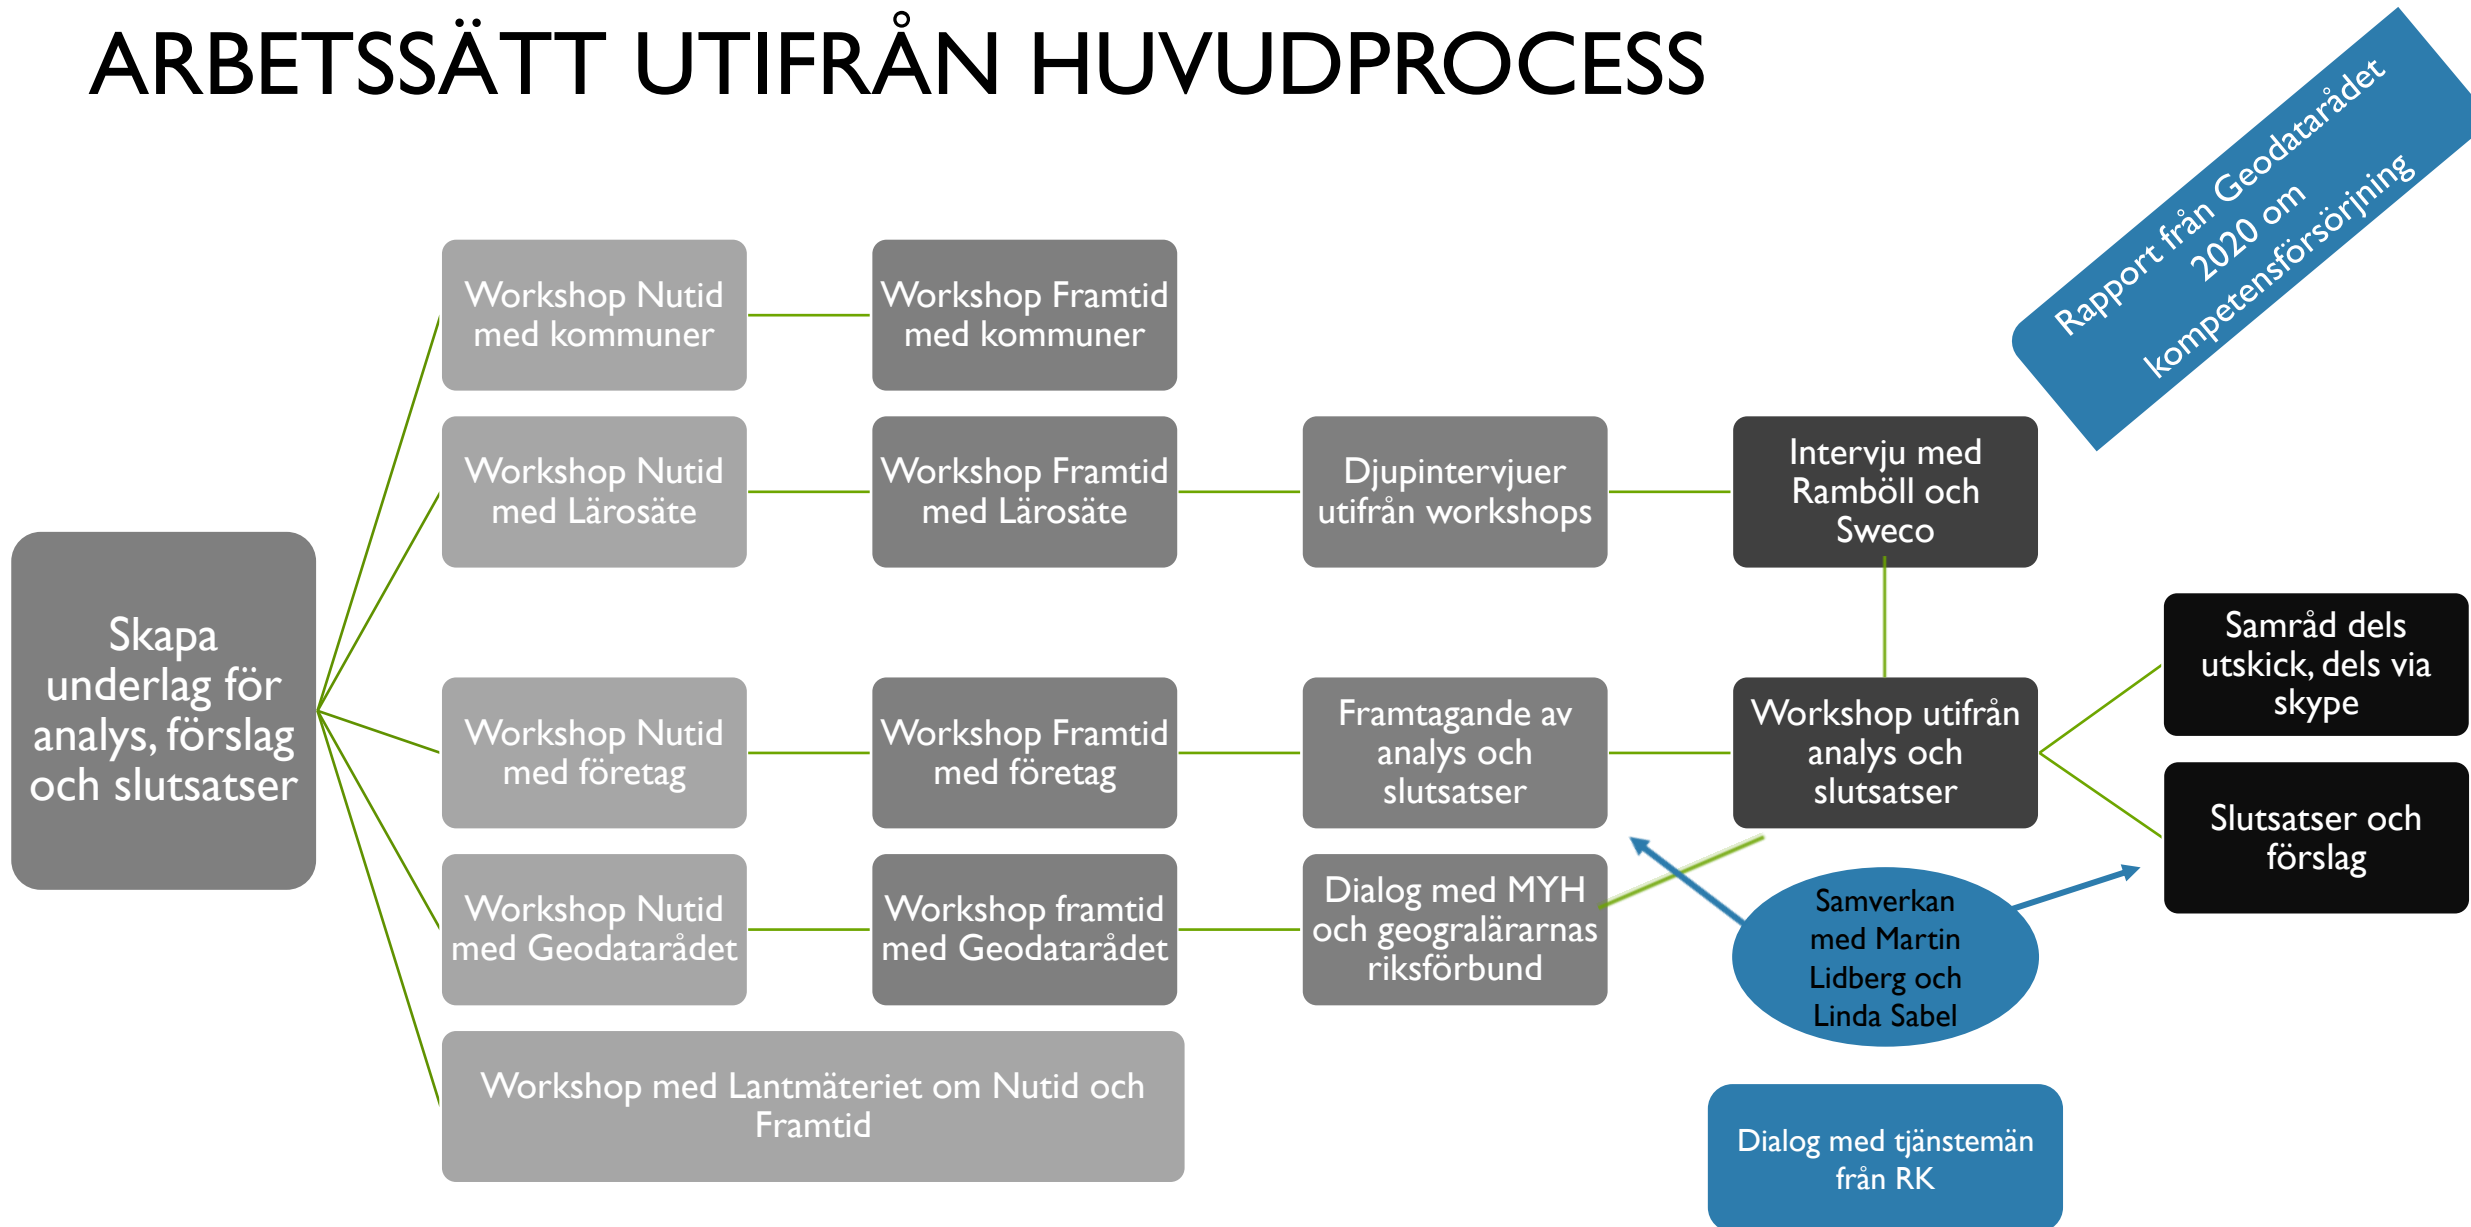 ARBETSSÄTT UTIFRÅN HUVUDPROCESS
Rapport från Geodatarådet
2020 om
kompetensförsörjning
Workshop Nutid
med kommuner
Workshop Framtid
med kommuner
Workshop Nutid
med Lärosäte
Workshop Framtid
med Lärosäte
Djupintervjuer
utifrån workshops
Intervju med
Ramböll och
Sweco
Skapa
underlag för
analys, förslag
och slutsatser
Workshop Nutid
med företag
Workshop Framtid
med företag
Framtagande av
analys och
slutsatser
Workshop utifrån
analys och
slutsatser
Samråd dels
utskick, dels via
skype
Slutsatser och
förslag
Workshop Nutid
med Geodatarådet
Workshop framtid
med Geodatarådet
Dialog med MYH
och geogralärarnas
riksförbund
Samverkan
med Martin
Lidberg och
Linda Sabel
Workshop med Lantmäteriet om Nutid och
Framtid
Dialog med tjänstemän
från RK